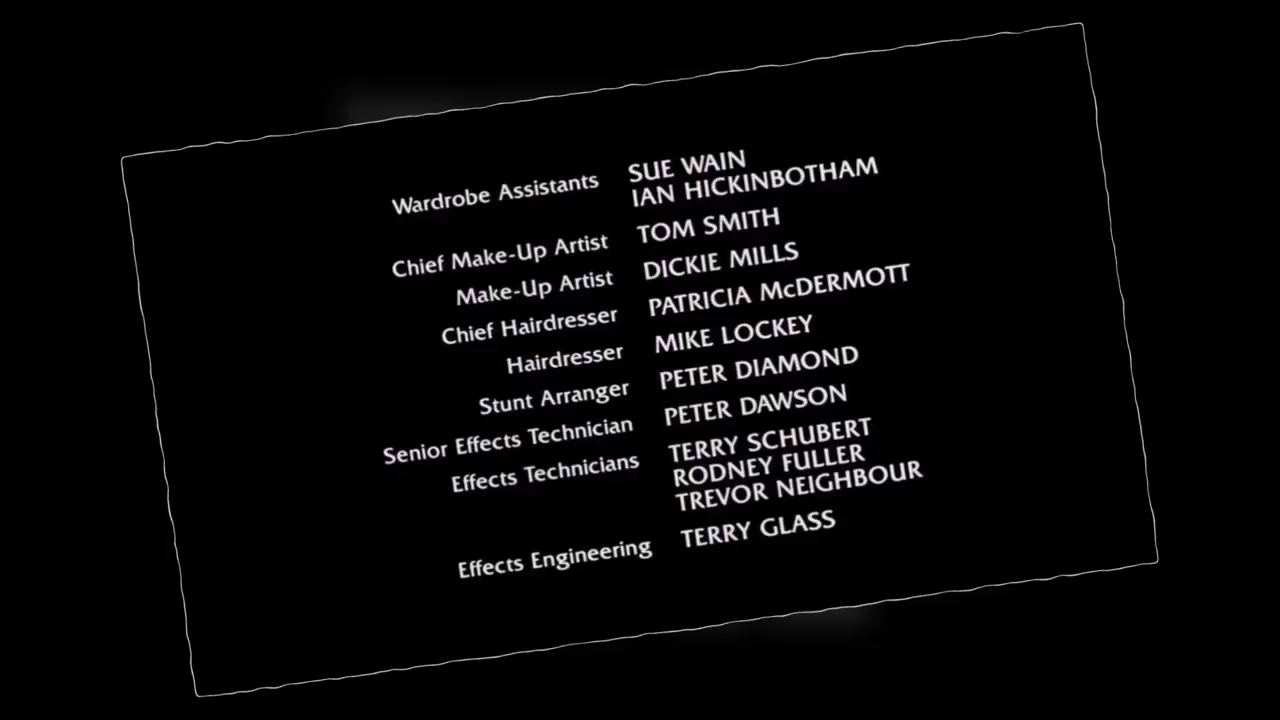 Wardrobe Assistants SUE WAIN
IAN HICKINBOTHAM
Chief Make-Up Artist TOM SMITH
Make-Up Artist DICKIE MILLS
Chief Hairdresser PATRICIA McDERMOTT
Hairdresser MIKE LOCKEY
Stunt Arranger PETER DIAMOND
Senior Effects Technician PETER DAWSON
Effects Technicians TERRY SCHUBERT
RODNEY FULLER
TREVOR NEIGHBOUR
Effects Engineering TERRY GLASS